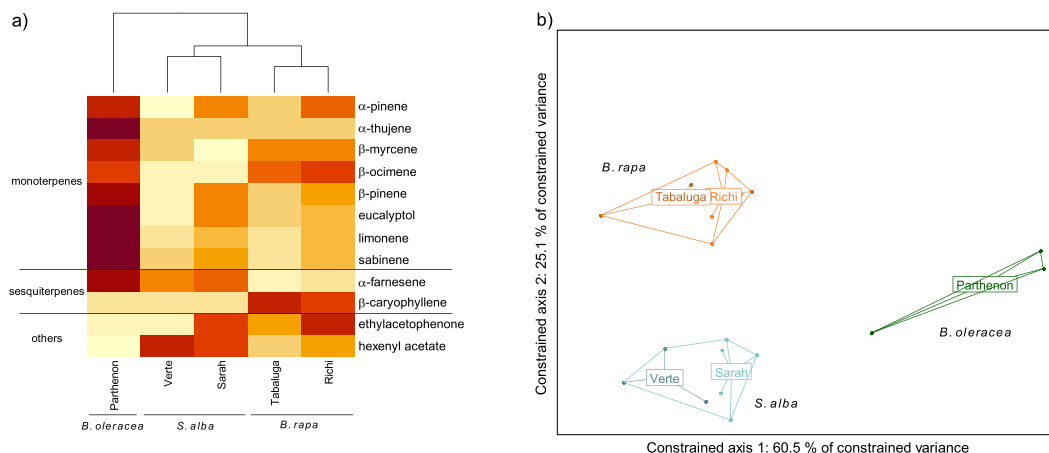 a)
α-pinene
α-thujene
β-myrcene
monoterpenes
β-ocimene
β-pinene
eucalyptol
limonene
sabinene
sesquiterpenes
α-farnesene
β-caryophyllene
others
ethylacetophenone
hexenyl acetate
Parthenon
Verte
Sarah
Tabaluga
Richi
B. oleracea
S. alba
B. rapa
b)
Constrained axis 2: 25.1 % of constrained variance
B. rapa
Tabaluga
Richi
Parthenon
B. oleracea
Verte
Sarah
S. alba
Constrained axis 1: 60.5 % of constrained variance